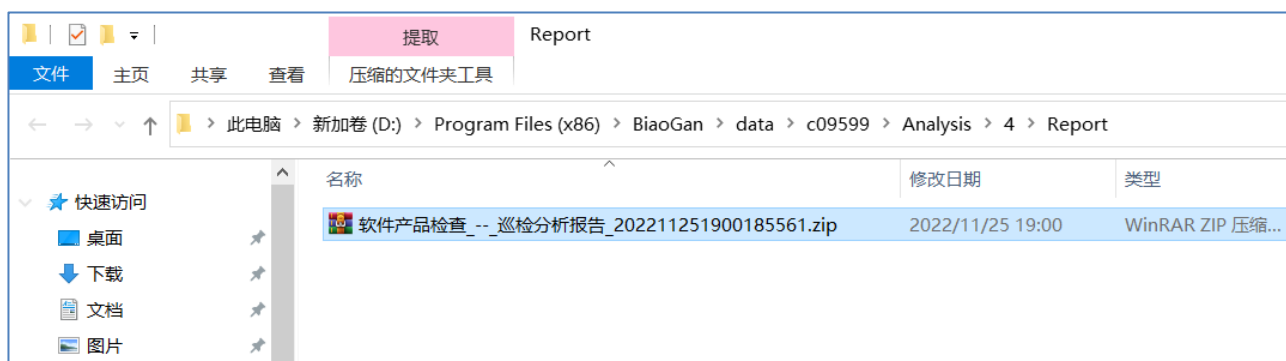 提取 Report
文件 主页 共享 查看 压缩的文件夹工具
此电脑 > 新加卷 (D:) > Program Files (x86) > BiaoGan > data > c09599 > Analysis > 4 > Report
名称 修改日期 类型
快速访问
软件产品检查_--_巡检分析报告_202211251900185561.zip 2022/11/25 19:00 WinRAR ZIP 压缩...
桌面
下载
文档
图片